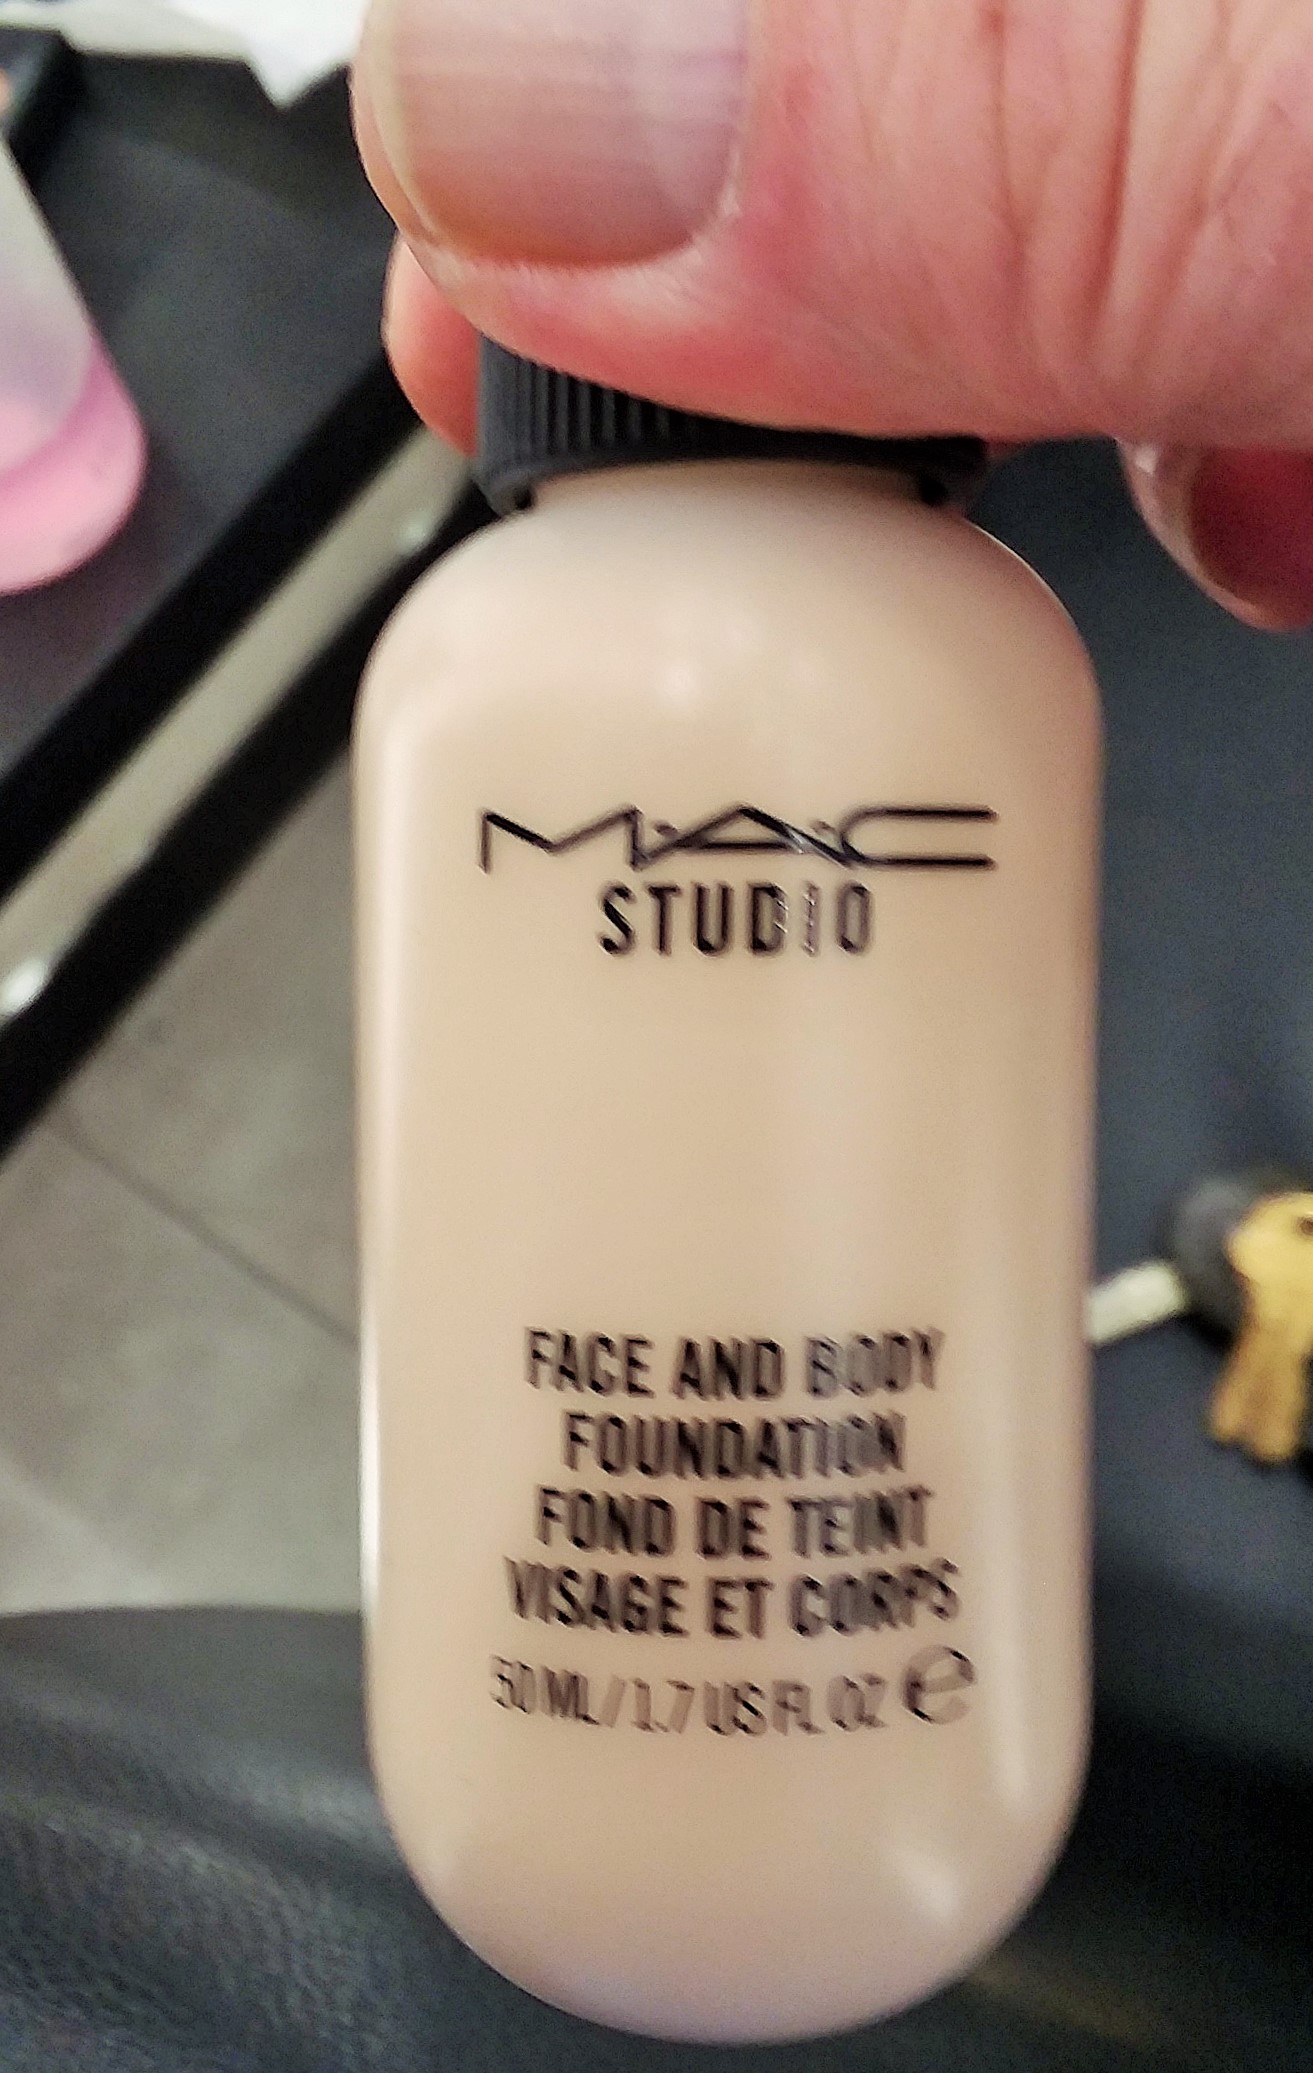 MAC
STUDIO
FACE AND BODY
FOUNDATION
FOND DE TEINT
VISAGE ET CORPS
50 ML/1.7 US FL OZ ℮